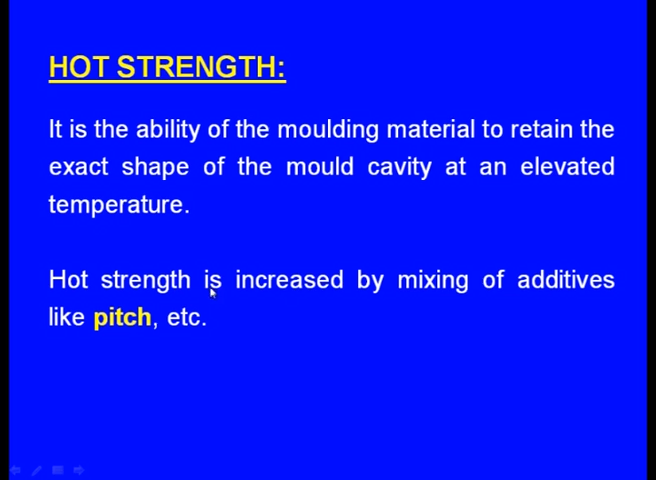 HOT STRENGTH:
It is the ability of the moulding material to retain the
exact shape of the mould cavity at an elevated
temperature.
Hot strength is increased by mixing of additives
like pitch, etc.